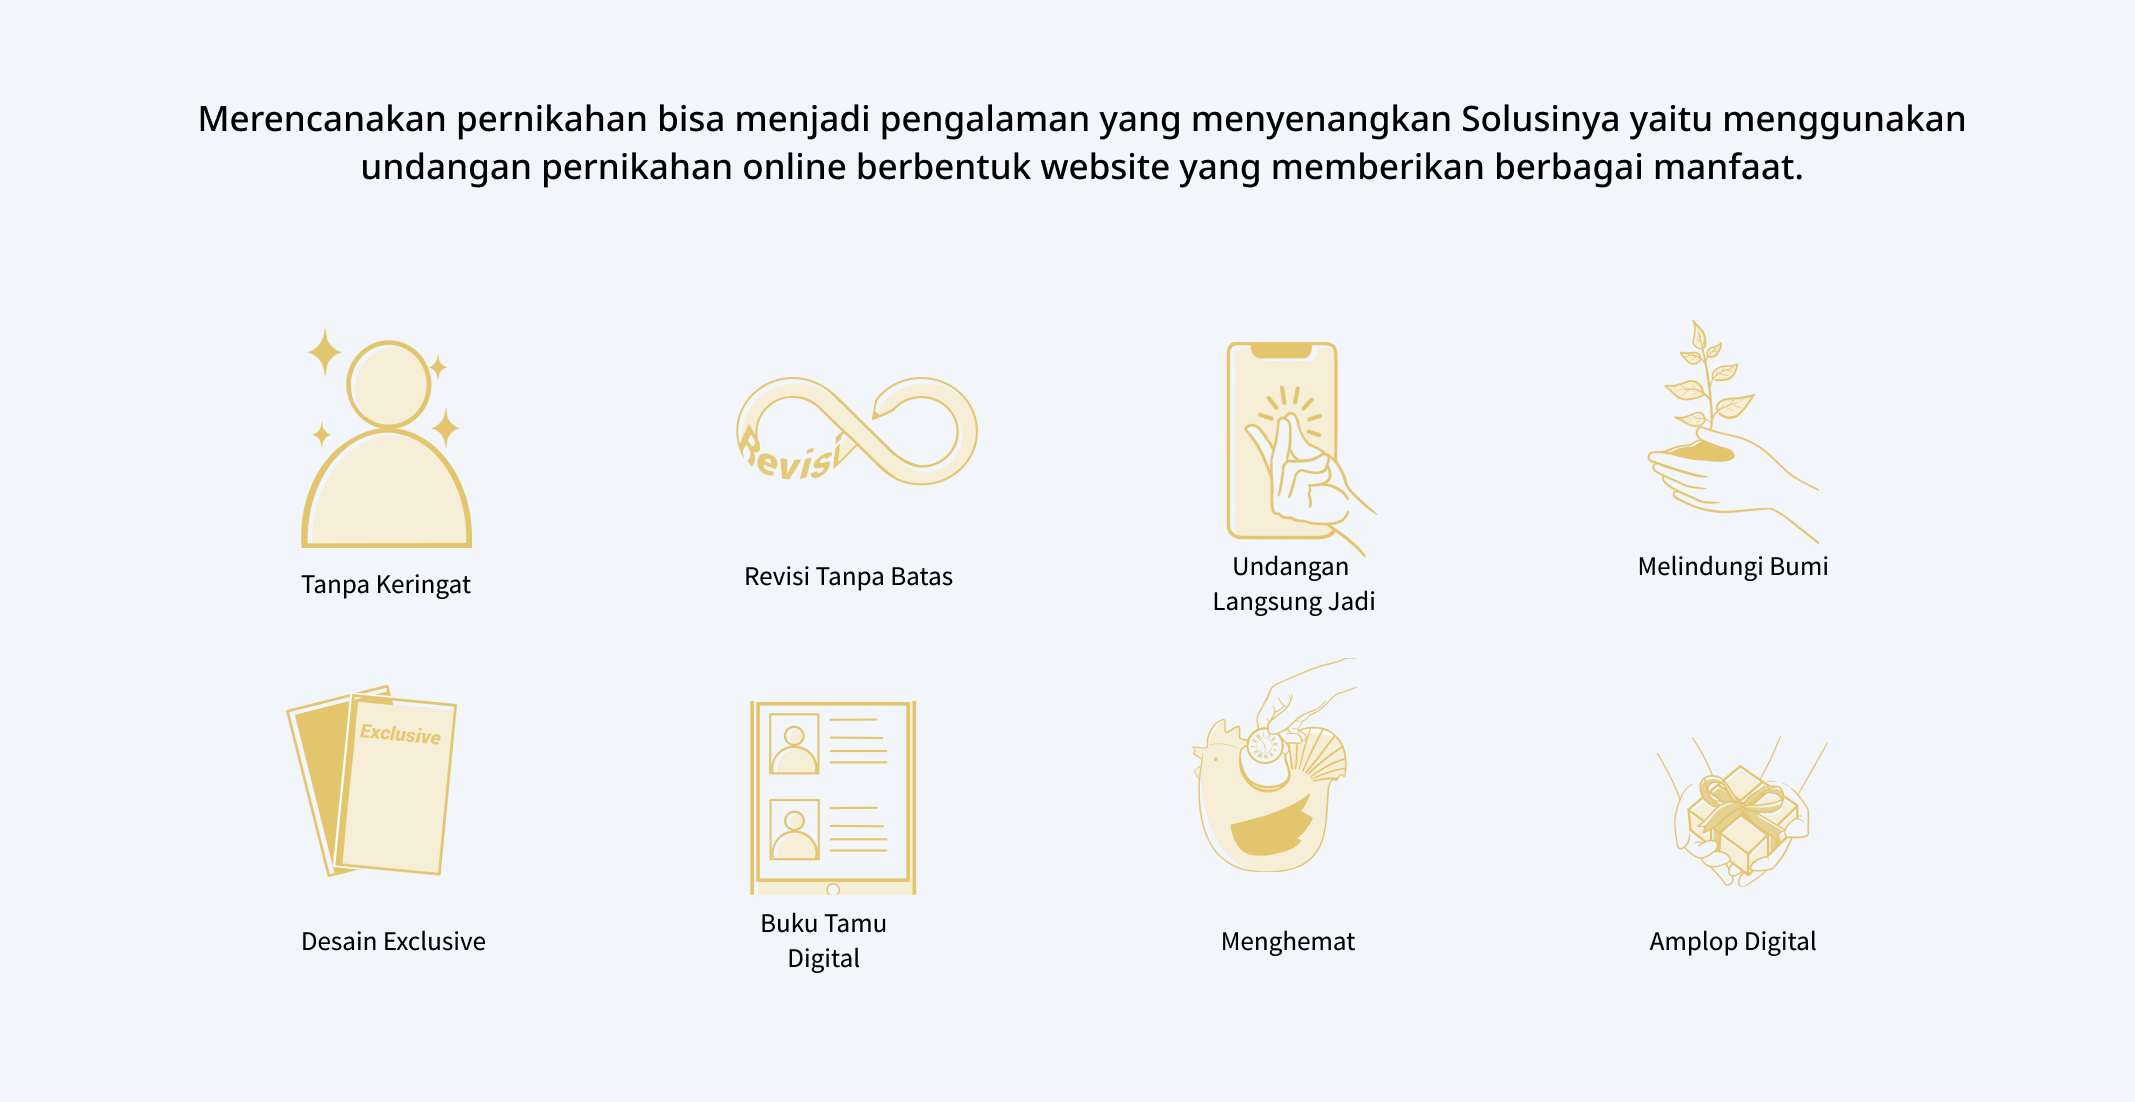 Merencanakan pernikahan bisa menjadi pengalaman yang menyenangkan Solusinya yaitu menggunakan
undangan pernikahan online berbentuk website yang memberikan berbagai manfaat.
Revisi
Tanpa Keringat
Revisi Tanpa Batas
Undangan
Langsung Jadi
Melindungi Bumi
Exclusive
Desain Exclusive
Buku Tamu
Digital
Menghemat
Amplop Digital